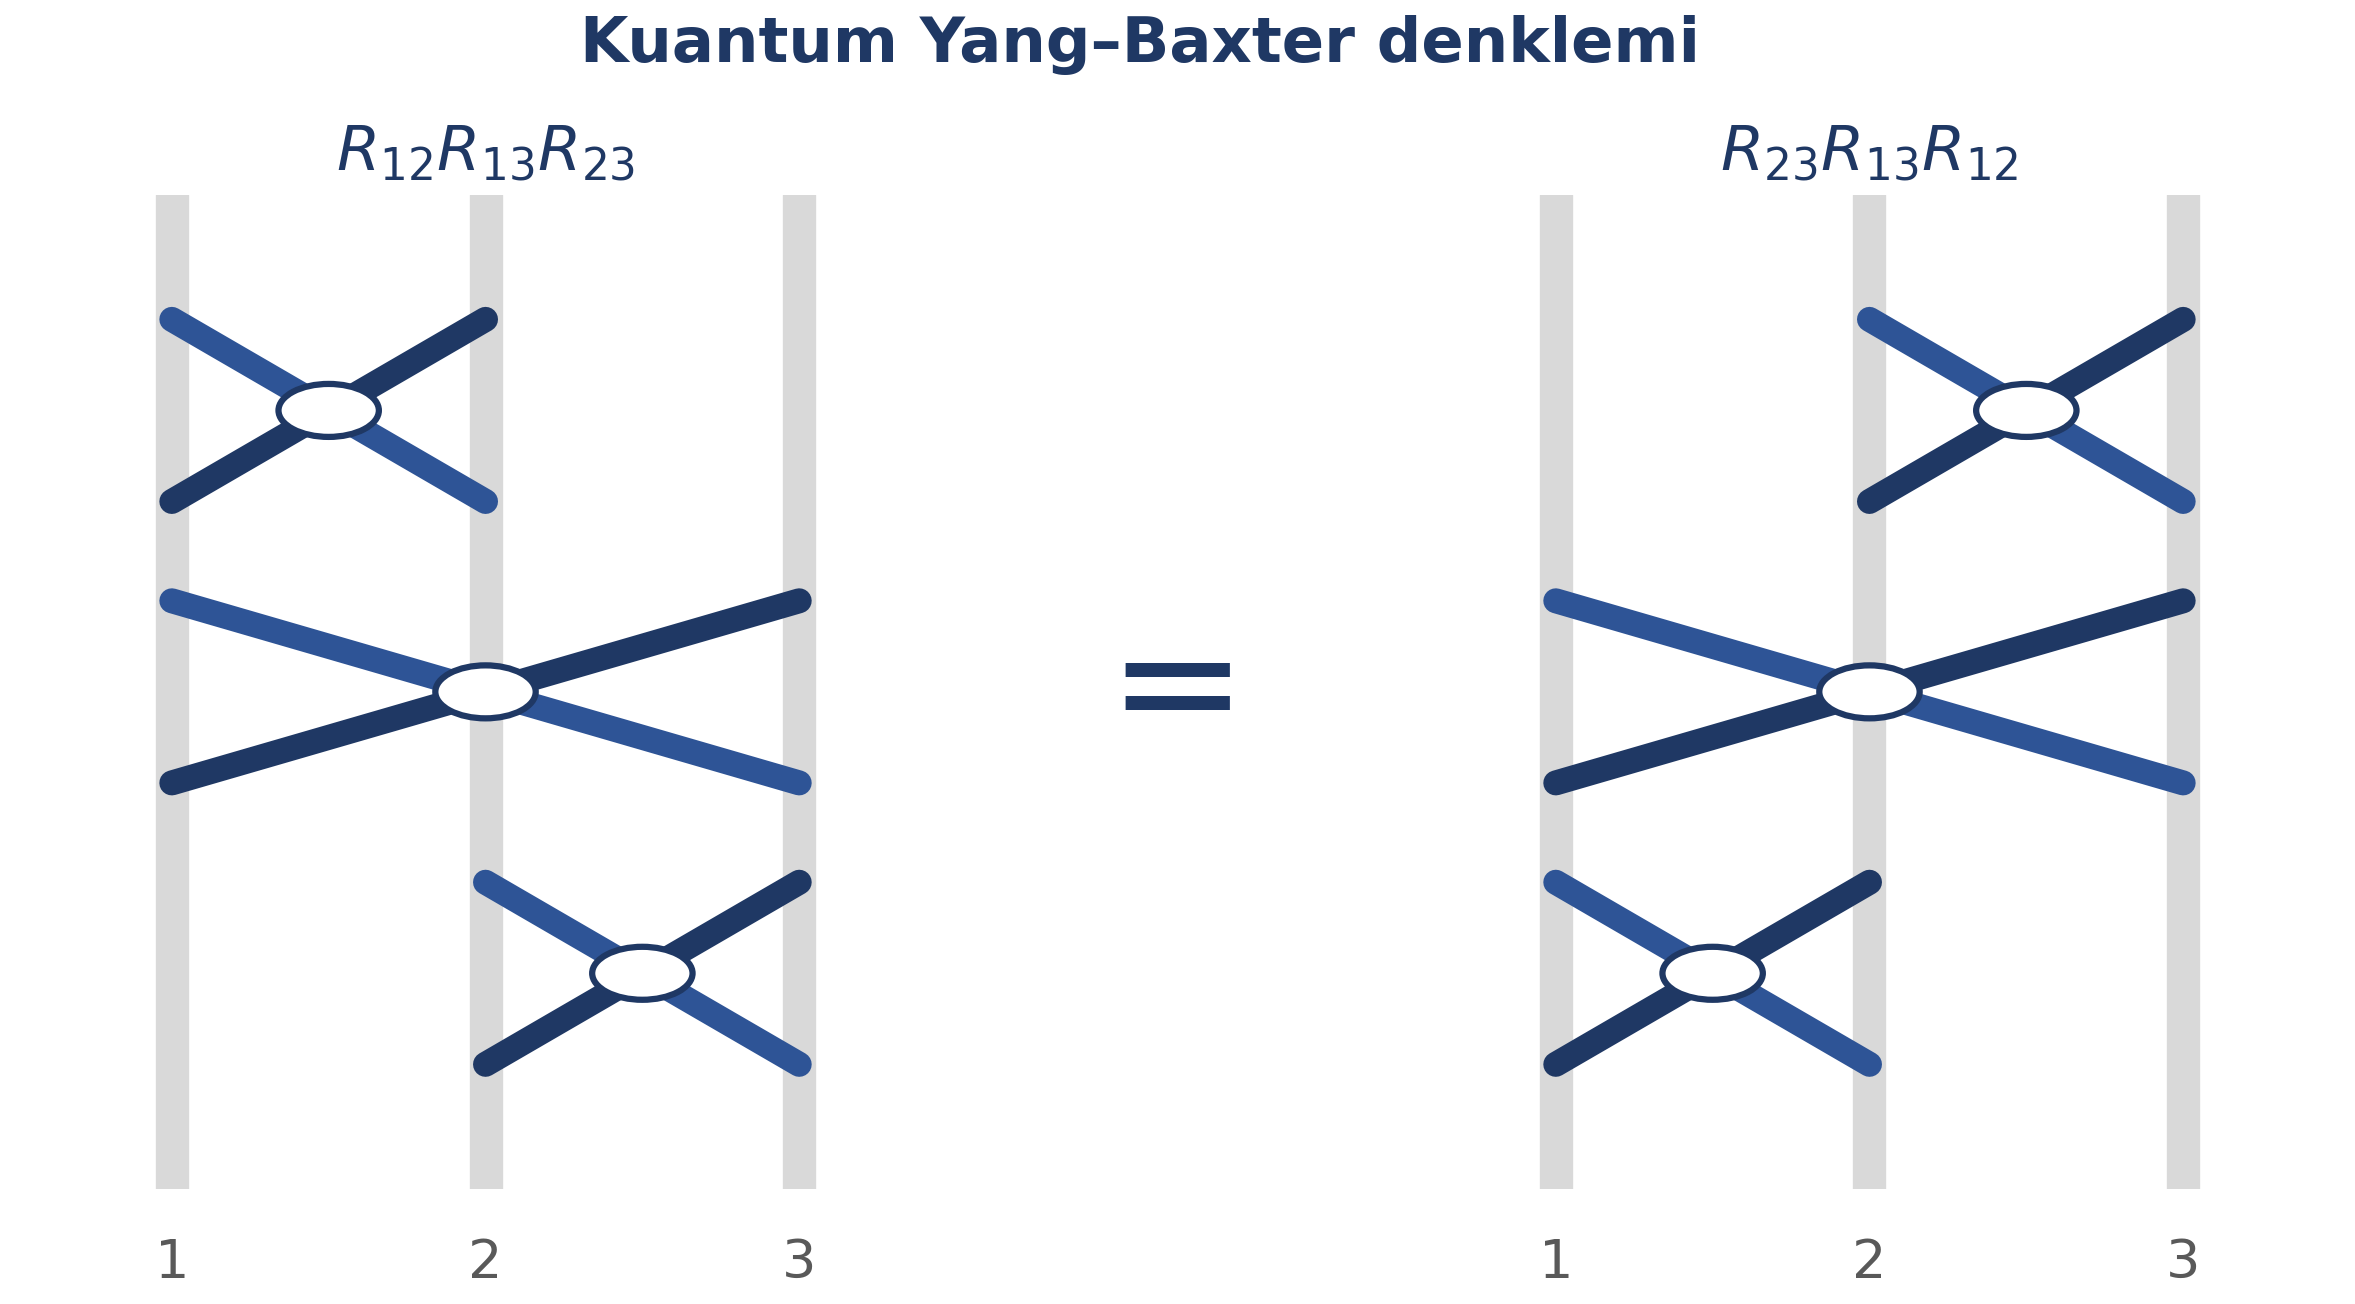 Kuantum Yang–Baxter denklemi
R₁₂R₁₃R₂₃
R₂₃R₁₃R₁₂
=
1 2 3
1 2 3